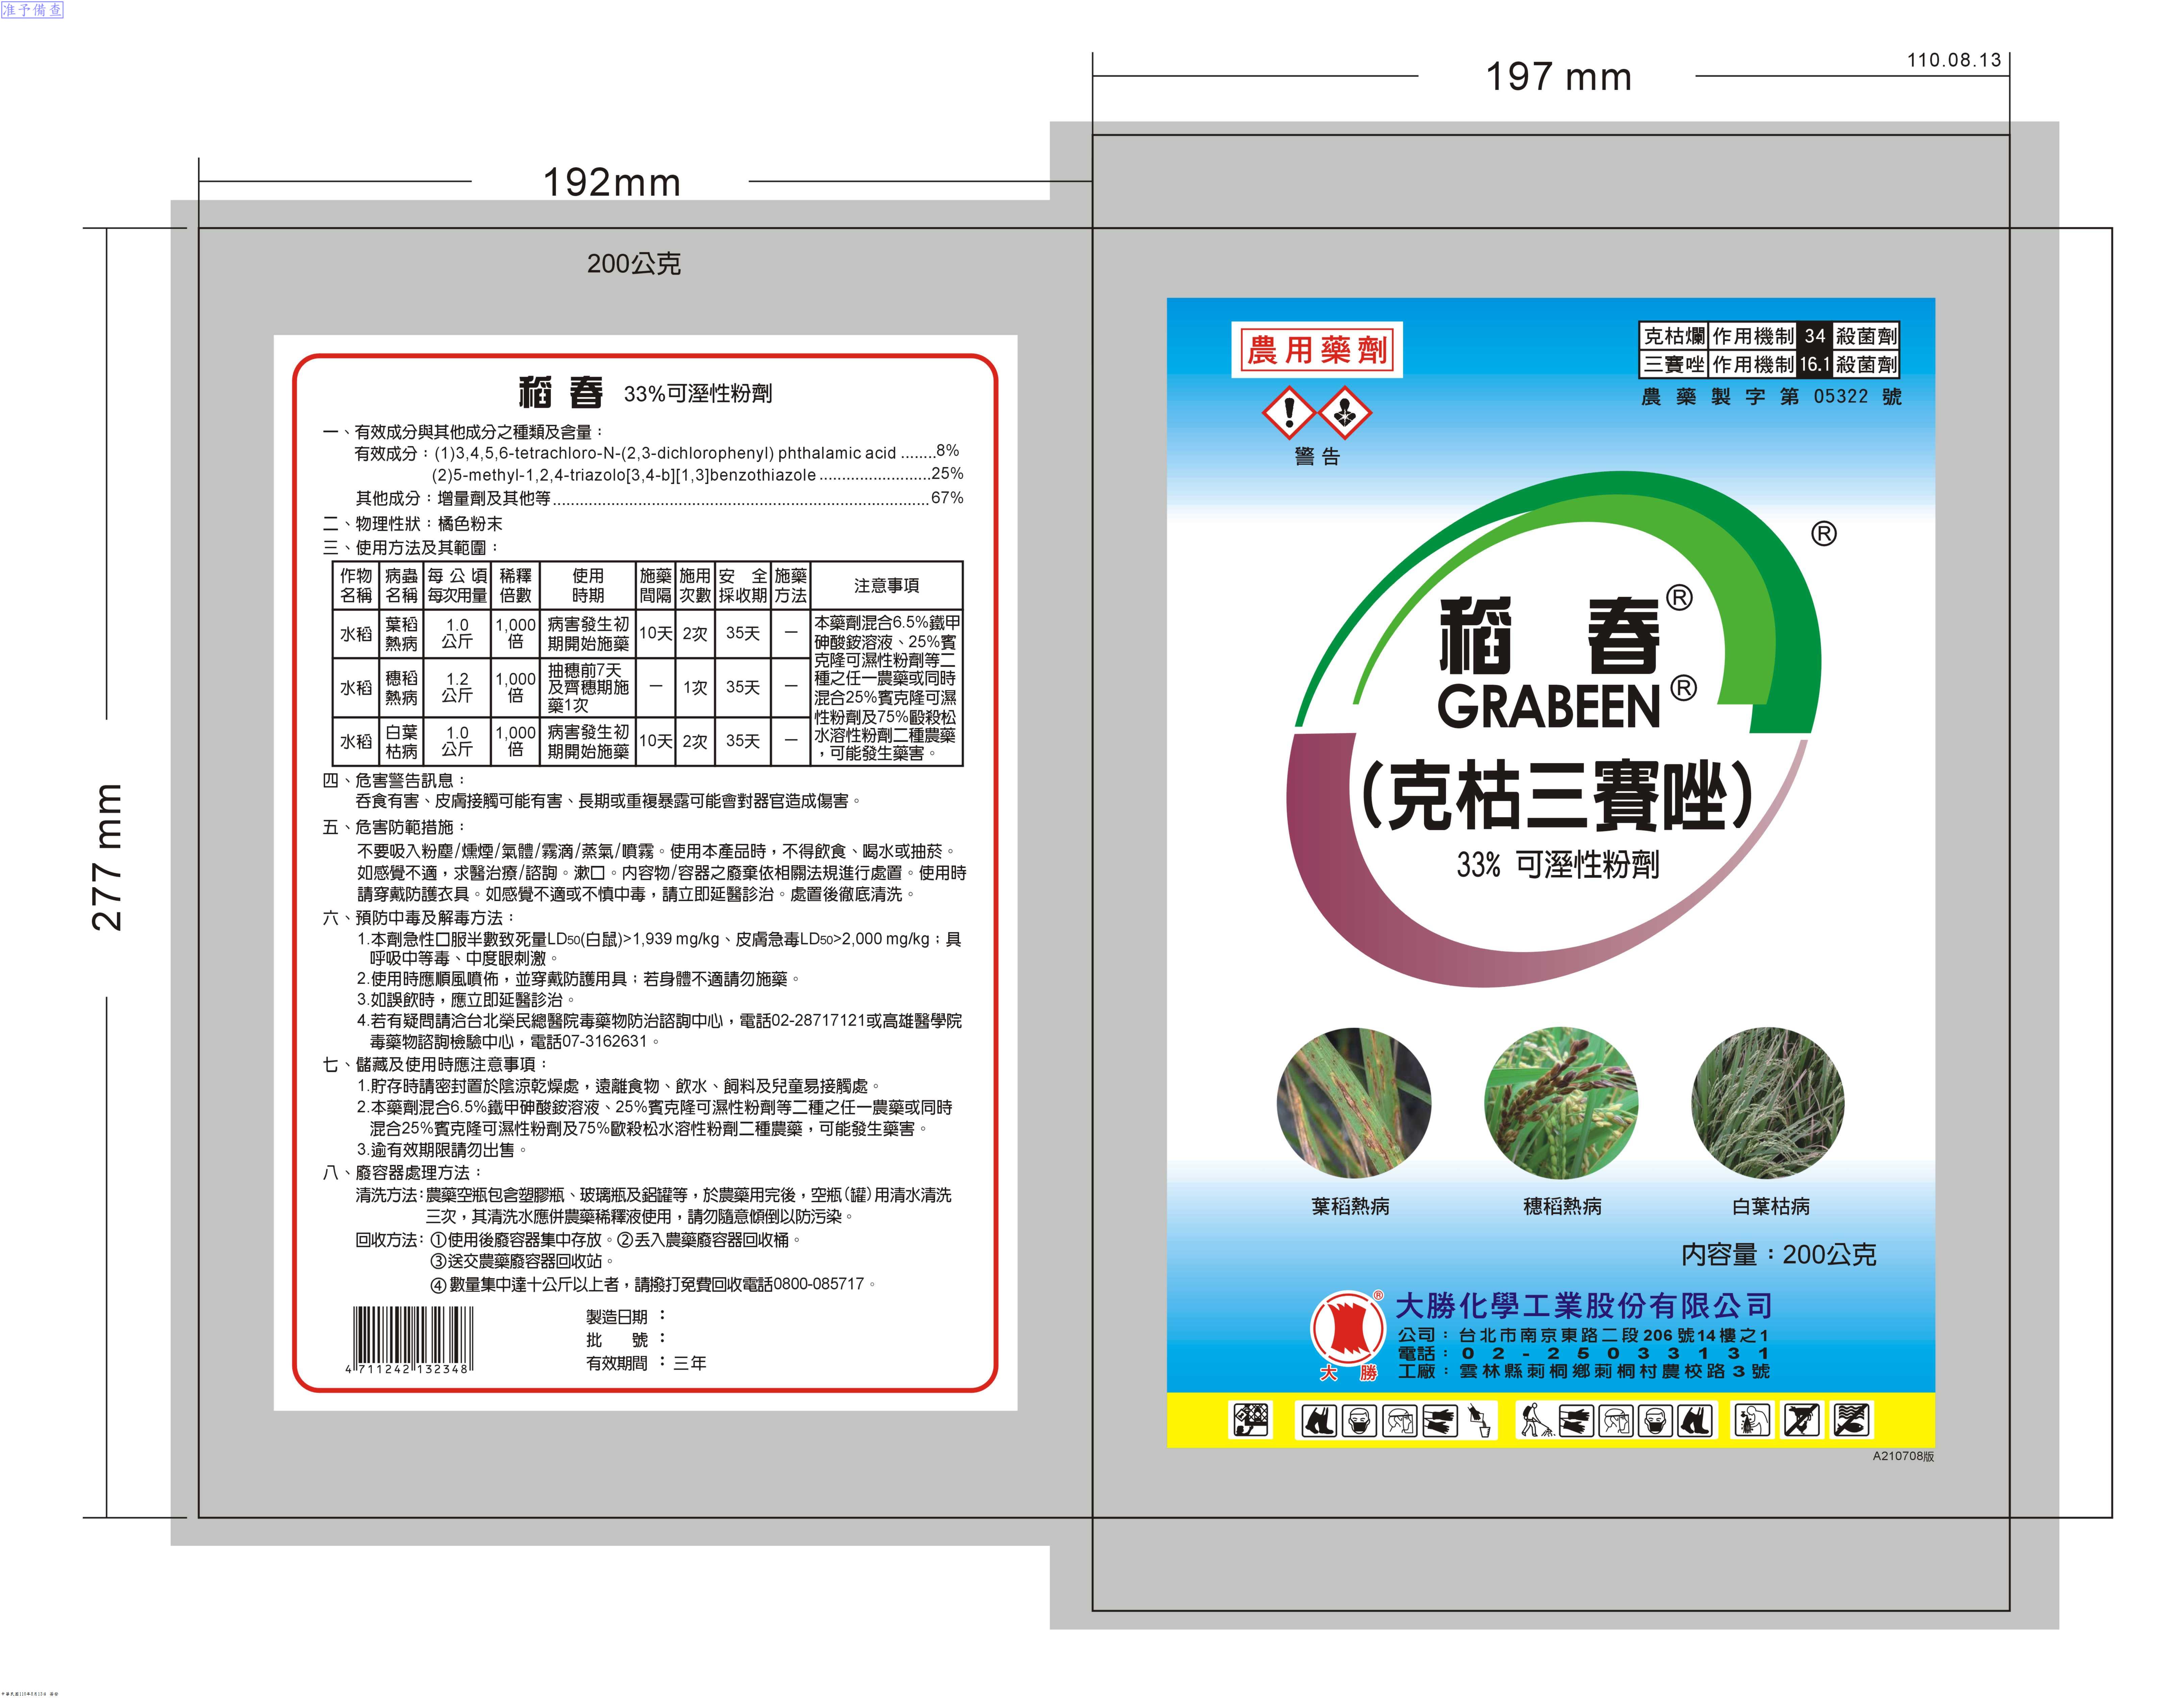 准予備查
110.08.13
197 mm
192mm
277 mm
200公克
稻春 33%可溼性粉劑
一、有效成分與其他成分之種類及含量：
有效成分：(1)3,4,5,6-tetrachloro-N-(2,3-dichlorophenyl) phthalamic acid ........8%
(2)5-methyl-1,2,4-triazolo[3,4-b][1,3]benzothiazole.........................25%
其他成分：增量劑及其他等....................................................................................67%
二、物理性狀：橘色粉末
三、使用方法及其範圍：
作物名稱 病蟲名稱 每公頃每次用量 稀釋倍數 使用時期 施藥間隔 施用次數 安全採收期 施藥方法 注意事項
水稻 葉稻熱病 1.0公斤 1,000倍 病害發生初期開始施藥 10天 2次 35天 —
水稻 穗稻熱病 1.2公斤 1,000倍 抽穗前7天及齊穗期施藥1次 — 1次 35天 —
水稻 白葉枯病 1.0公斤 1,000倍 病害發生初期開始施藥 10天 2次 35天 —
本藥劑混合6.5%鐵甲
砷酸銨溶液、25%賓
克隆可濕性粉劑等二
種之任一農藥或同時
混合25%賓克隆可濕
性粉劑及75%毆殺松
水溶性粉劑二種農藥
，可能發生藥害。
四、危害警告訊息：
吞食有害、皮膚接觸可能有害、長期或重複暴露可能會對器官造成傷害。
五、危害防範措施：
不要吸入粉塵/燻煙/氣體/霧滴/蒸氣/噴霧。使用本產品時，不得飲食、喝水或抽菸。
如感覺不適，求醫治療/諮詢。漱口。內容物/容器之廢棄依相關法規進行處置。使用時
請穿戴防護衣具。如感覺不適或不慎中毒，請立即延醫診治。處置後徹底清洗。
六、預防中毒及解毒方法：
1.本劑急性口服半數致死量LD50(白鼠)>1,939 mg/kg、皮膚急毒LD50>2,000 mg/kg；具
呼吸中等毒、中度眼刺激。
2.使用時應順風噴佈，並穿戴防護用具；若身體不適請勿施藥。
3.如誤飲時，應立即延醫診治。
4.若有疑問請洽台北榮民總醫院毒藥物防治諮詢中心，電話02-28717121或高雄醫學院
毒藥物諮詢檢驗中心，電話07-3162631。
七、儲藏及使用時應注意事項：
1.貯存時請密封置於陰涼乾燥處，遠離食物、飲水、飼料及兒童易接觸處。
2.本藥劑混合6.5%鐵甲砷酸銨溶液、25%賓克隆可濕性粉劑等二種之任一農藥或同時
混合25%賓克隆可濕性粉劑及75%歐殺松水溶性粉劑二種農藥，可能發生藥害。
3.逾有效期限請勿出售。
八、廢容器處理方法：
清洗方法：農藥空瓶包含塑膠瓶、玻璃瓶及鋁罐等，於農藥用完後，空瓶(罐)用清水清洗
三次，其清洗水應併農藥稀釋液使用，請勿隨意傾倒以防污染。
回收方法：①使用後廢容器集中存放。②丟入農藥廢容器回收桶。
③送交農藥廢容器回收站。
④數量集中達十公斤以上者，請撥打免費回收電話0800-085717。
製造日期：
批號：
有效期間：三年
4 711242 132348
農用藥劑
警告
克枯爛 作用機制 34 殺菌劑
三賽唑 作用機制 16.1 殺菌劑
農藥製字第05322號
®
稻春®
GRABEEN®
(克枯三賽唑)
33% 可溼性粉劑
葉稻熱病 穗稻熱病 白葉枯病
內容量：200公克
®
大勝
大勝化學工業股份有限公司
公司：台北市南京東路二段206號14樓之1
電話：02-25033131
工廠：雲林縣莿桐鄉莿桐村農校路3號
A210708版